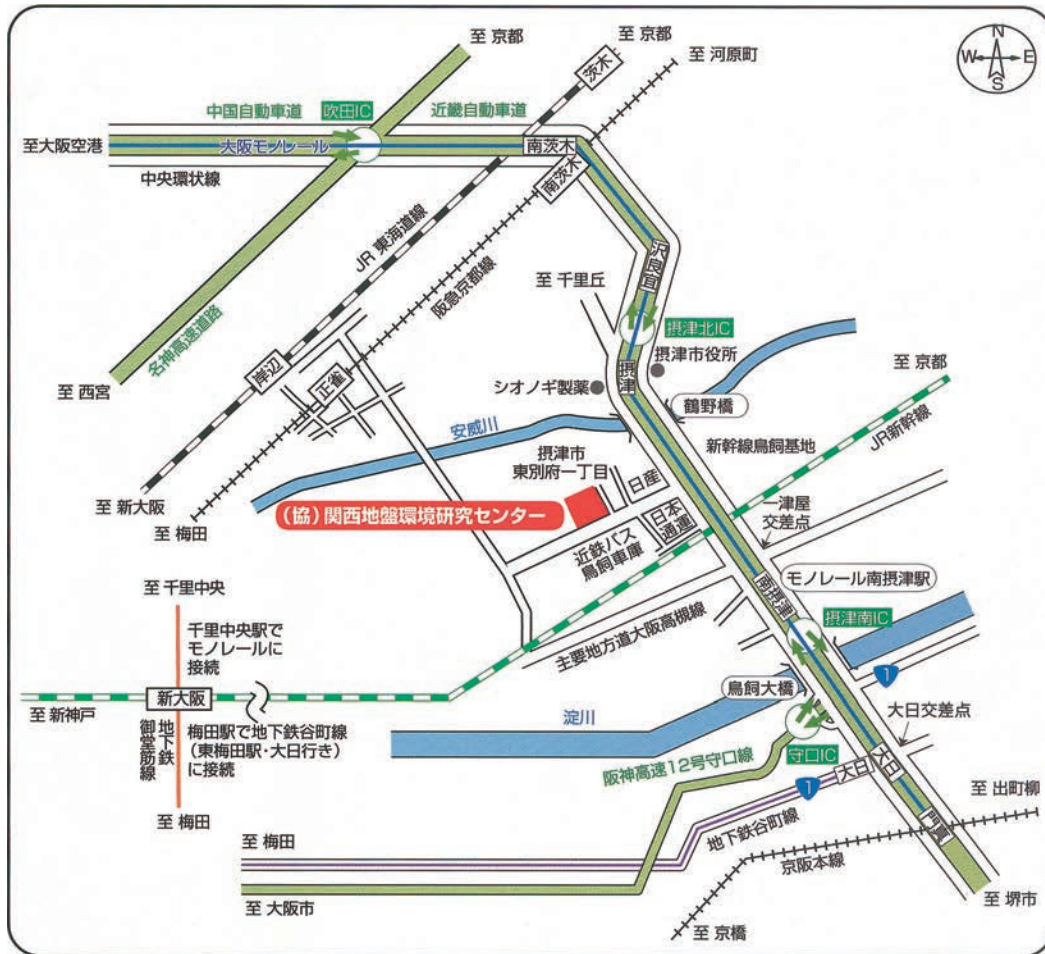 N
W E
S
至 京都
至 京都
至 河原町
茨木
中国自動車道
吹田IC
近畿自動車道
至大阪空港
大阪モノレール
南茨木
中央環状線
南茨木
JR 東海道線
阪急京都線
沢良宜
至 千里丘
名神高速道路
摂津北IC
摂津市役所
至 京都
岸辺
正雀
摂津
シオノギ製薬
至 西宮
鶴野橋
JR新幹線
安威川
新幹線鳥飼基地
摂津市
東別府一丁目
日産
至 新大阪
一津屋
交差点
(協)関西地盤環境研究センター
日本
通運
至 梅田
近鉄バス
鳥飼車庫
至 千里中央
モノレール南摂津駅
南摂津
摂津南IC
千里中央駅で
モノレールに
接続
主要地方道大阪高槻線
1
新大阪
鳥飼大橋
至 新神戸
淀川
大日交差点
地下鉄
御堂筋線
梅田駅で地下鉄谷町線
(東梅田駅・大日行き)
に接続
守口IC
阪神高速12号守口線
大日
大日
1
至 出町柳
至 梅田
地下鉄谷町線
門真
至 梅田
京阪本線
至 大阪市
至 堺市
至 京橋